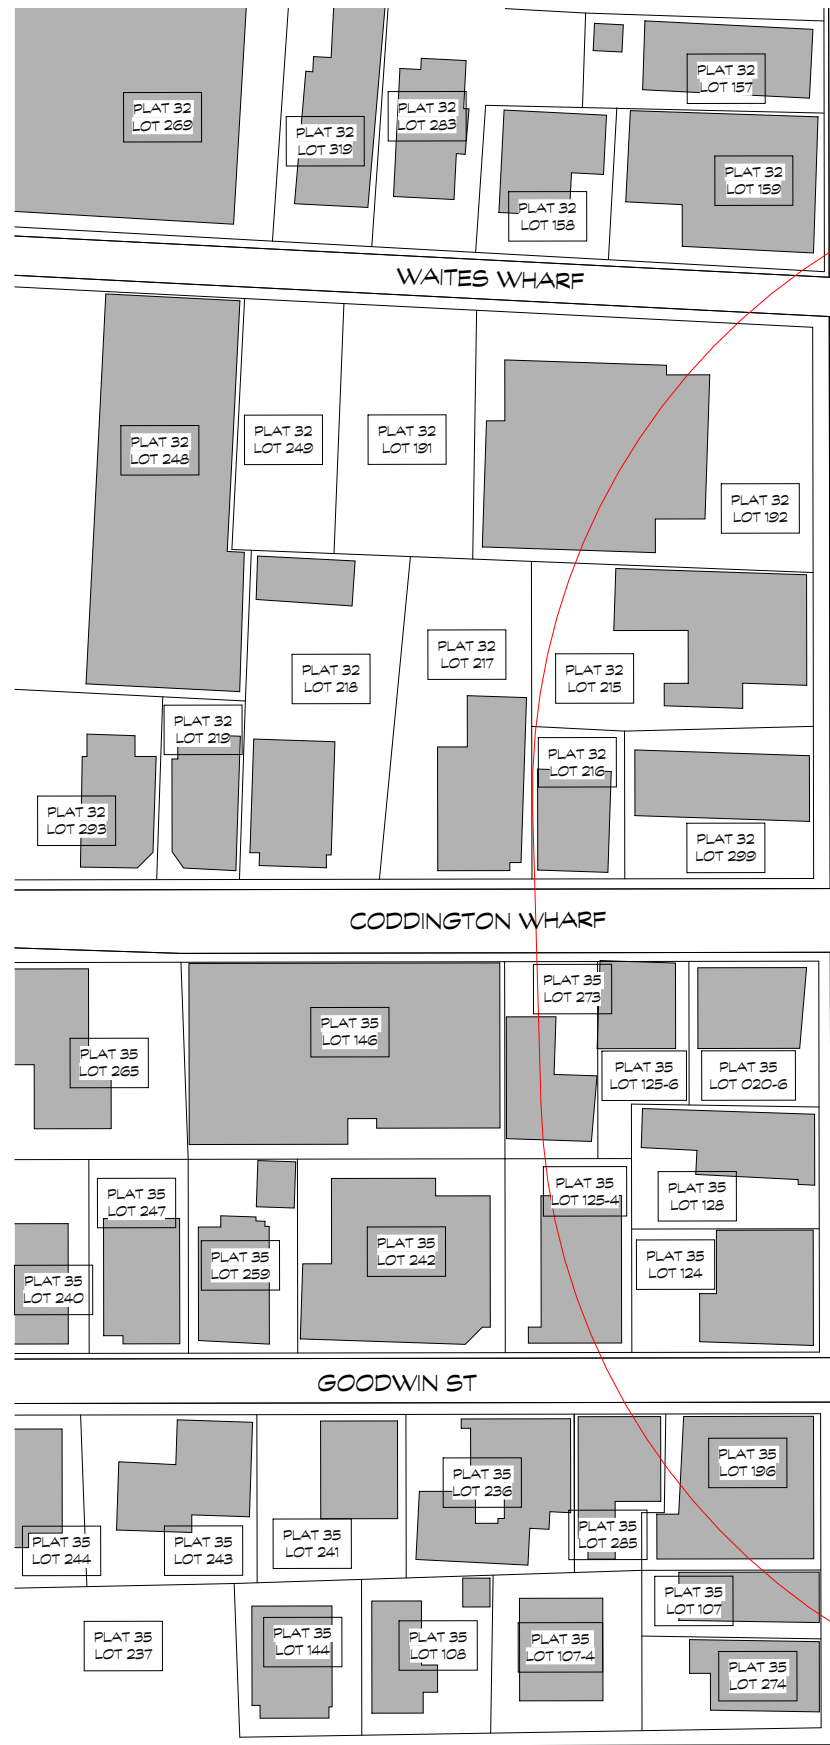 PLAT 32
LOT 157
PLAT 32
LOT 269
PLAT 32
LOT 319
PLAT 32
LOT 283
PLAT 32
LOT 159
PLAT 32
LOT 158
WAITES WHARF
PLAT 32
LOT 248
PLAT 32
LOT 249
PLAT 32
LOT 191
PLAT 32
LOT 192
PLAT 32
LOT 218
PLAT 32
LOT 217
PLAT 32
LOT 215
PLAT 32
LOT 219
PLAT 32
LOT 216
PLAT 32
LOT 293
PLAT 32
LOT 299
CODDINGTON WHARF
PLAT 35
LOT 273
PLAT 35
LOT 146
PLAT 35
LOT 265
PLAT 35
LOT 125-6
PLAT 35
LOT 020-6
PLAT 35
LOT 247
PLAT 35
LOT 125-4
PLAT 35
LOT 128
PLAT 35
LOT 242
PLAT 35
LOT 259
PLAT 35
LOT 124
PLAT 35
LOT 240
GOODWIN ST
PLAT 35
LOT 196
PLAT 35
LOT 236
PLAT 35
LOT 244
PLAT 35
LOT 243
PLAT 35
LOT 241
PLAT 35
LOT 285
PLAT 35
LOT 107
PLAT 35
LOT 237
PLAT 35
LOT 144
PLAT 35
LOT 108
PLAT 35
LOT 107-4
PLAT 35
LOT 274